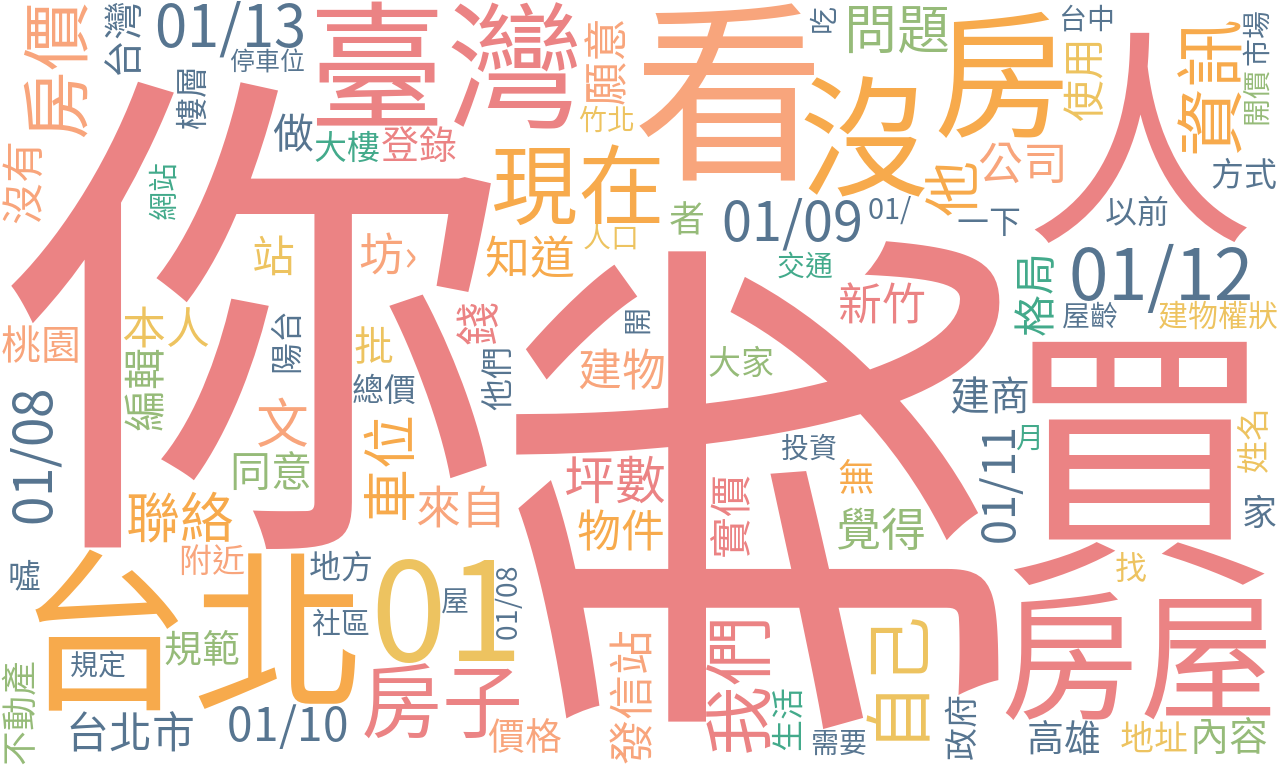 房價
台灣
01/13
停車位
樓層
臺灣
願意
看
吃
問題
房
台中
使用
資訊
市場
開價
人
竹北
沒
做
大樓
登錄
沒有
網站
你
現在
他
公司
方式
者
01/09
01/
一下
以前
人口
知道
站
坊›
交通
01/12
格局
新竹
屋齡
建物權狀
本人
桃園
陽台
錢
開
批
編輯
他們
大家
建物
我
買
總價
建商
01/08
文
車位
同意
月
姓名
投資
坪數
01/11
無
實價
來自
聯絡
物件
覺得
家
附近
地方
噓
台北
01
01/08
找
屋
社區
規範
規定
房屋
我們
自己
發信站
不動產
房子
生活
政府
台北市
01/10
價格
需要
高雄
地址
內容